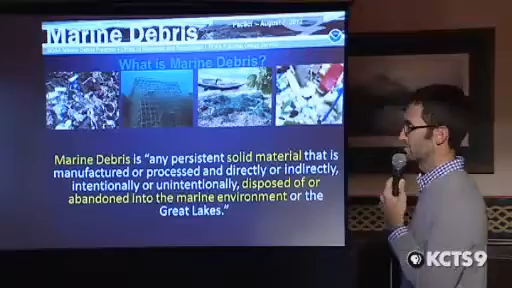 Marine Debris
What is Marine Debris?
Marine Debris is “any persistent solid material that is
manufactured or processed and directly or indirectly,
intentionally or unintentionally, disposed of or
abandoned into the marine environment or the
Great Lakes.”
KCTS9